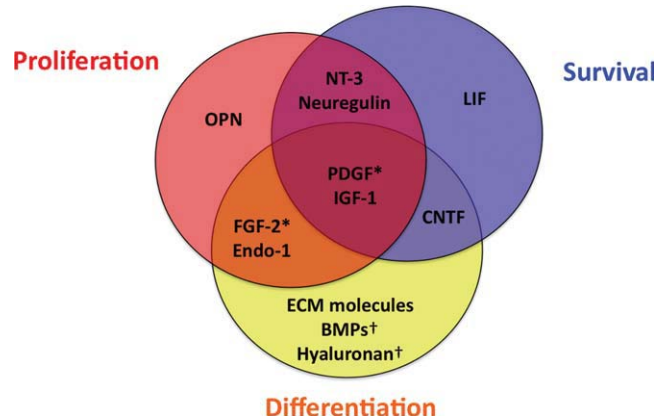 Proliferation
Survival
NT-3
Neuregulin
OPN
LIF
PDGF*
IGF-1
CNTF
FGF-2*
Endo-1
ECM molecules
BMPs†
Hyaluronan†
Differentiation